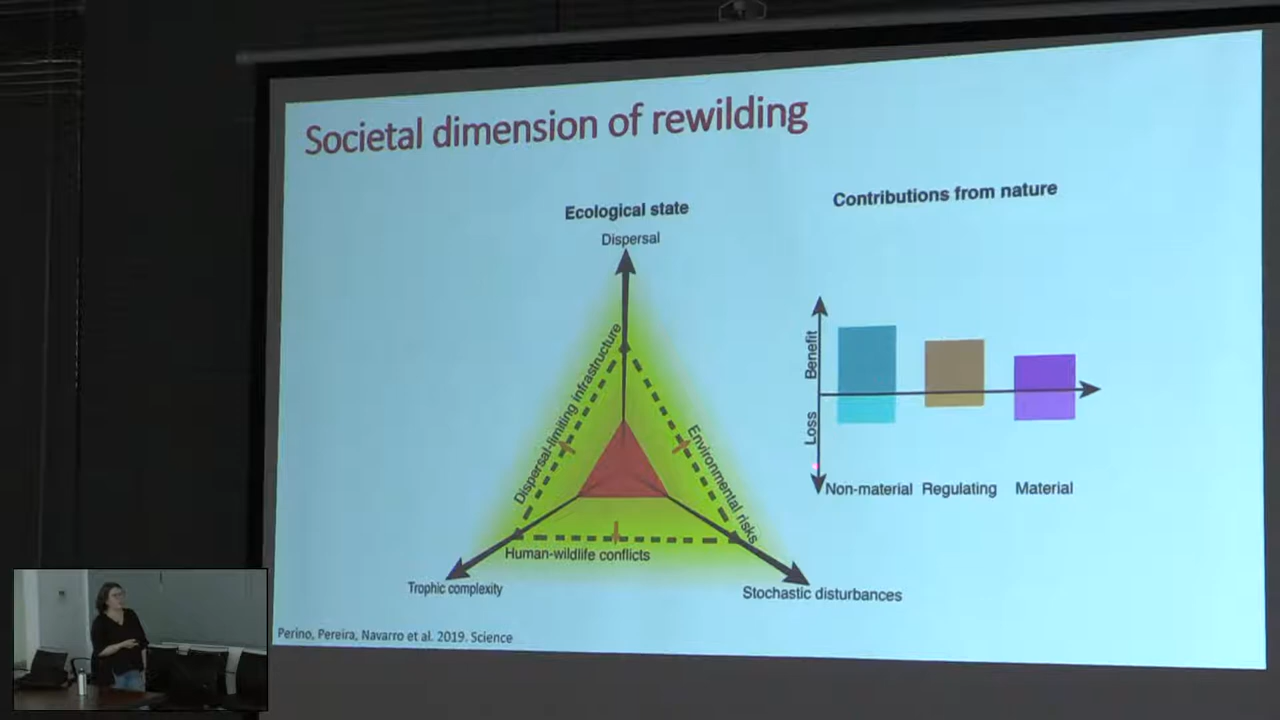 Societal dimension of rewilding
Ecological state
Dispersal
Dispersal-limiting infrastructure
Environmental risks
Human-wildlife conflicts
Trophic complexity
Stochastic disturbances
Contributions from nature
Benefit
Loss
Non-material Regulating Material
Perino, Pereira, Navarro et al. 2019. Science